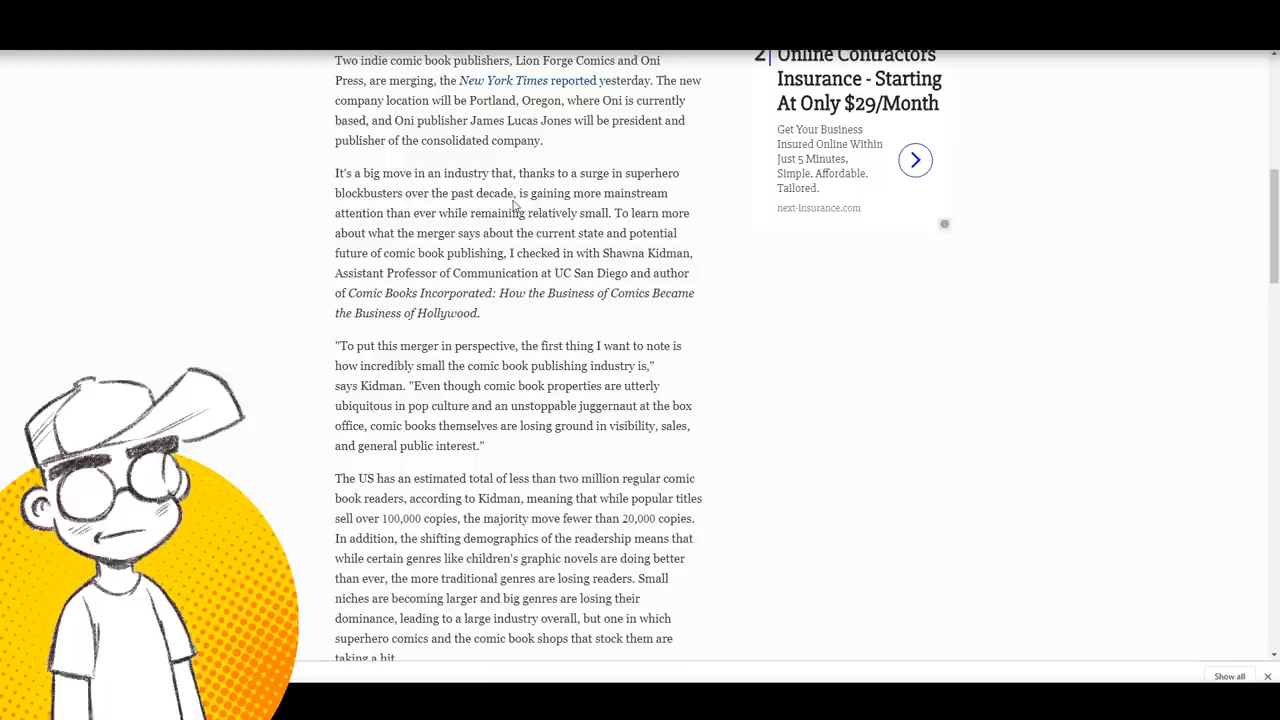 Two indie comic book publishers, Lion Forge Comics and Oni
Press, are merging, the New York Times reported yesterday. The new
company location will be Portland, Oregon, where Oni is currently
based, and Oni publisher James Lucas Jones will be president and
publisher of the consolidated company.
It's a big move in an industry that, thanks to a surge in superhero
blockbusters over the past decade, is gaining more mainstream
attention than ever while remaining relatively small. To learn more
about what the merger says about the current state and potential
future of comic book publishing, I checked in with Shawna Kidman,
Assistant Professor of Communication at UC San Diego and author
of Comic Books Incorporated: How the Business of Comics Became
the Business of Hollywood.
"To put this merger in perspective, the first thing I want to note is
how incredibly small the comic book publishing industry is,"
says Kidman. "Even though comic book properties are utterly
ubiquitous in pop culture and an unstoppable juggernaut at the box
office, comic books themselves are losing ground in visibility, sales,
and general public interest."
The US has an estimated total of less than two million regular comic
book readers, according to Kidman, meaning that while popular titles
sell over 100,000 copies, the majority move fewer than 20,000 copies.
In addition, the shifting demographics of the readership means that
while certain genres like children's graphic novels are doing better
than ever, the more traditional genres are losing readers. Small
niches are becoming larger and big genres are losing their
dominance, leading to a large industry overall, but one in which
superhero comics and the comic book shops that stock them are
taking a hit
2 Online Contractors
Insurance - Starting
At Only $29/Month
Get Your Business
Insured Online Within
Just 5 Minutes,
Simple. Affordable.
Tailored.
next-insurance.com
Show all